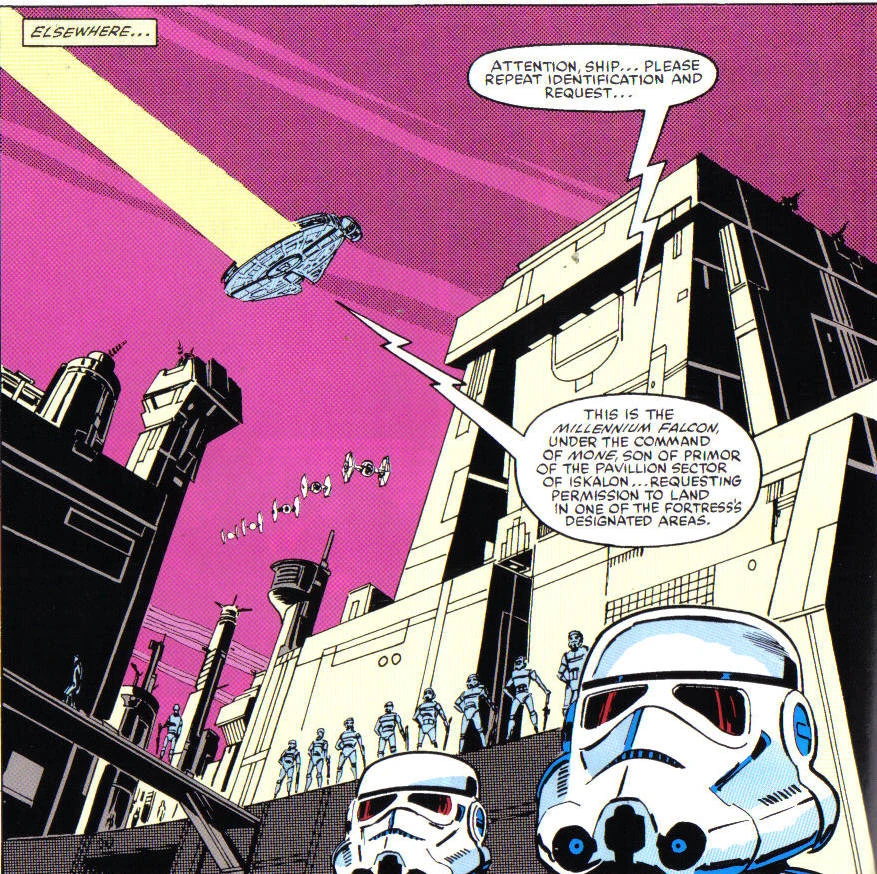 ELSEWHERE...
ATTENTION, SHIP... PLEASE
REPEAT IDENTIFICATION AND
REQUEST...
THIS IS THE
MILLENNIUM FALCON,
UNDER THE COMMAND
OF MONE, SON OF PRIMOR
OF THE PAVILLION SECTOR
OF ISKALON... REQUESTING
PERMISSION TO LAND
IN ONE OF THE FORTRESS'S
DESIGNATED AREAS.